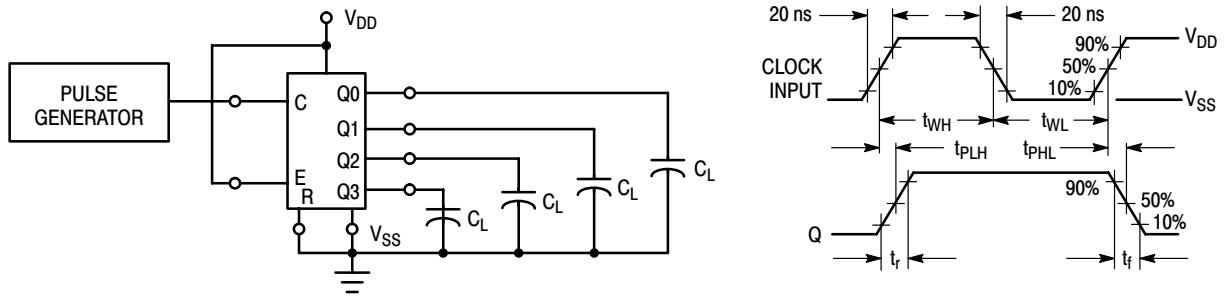 V_DD
PULSE
GENERATOR
C
E
R
Q0
Q1
Q2
Q3
V_SS
C_L
C_L
C_L
C_L
20 ns
20 ns
CLOCK
INPUT
90%
50%
10%
V_DD
V_SS
t_WH
t_WL
t_PLH
t_PHL
90%
50%
10%
Q
t_r
t_f